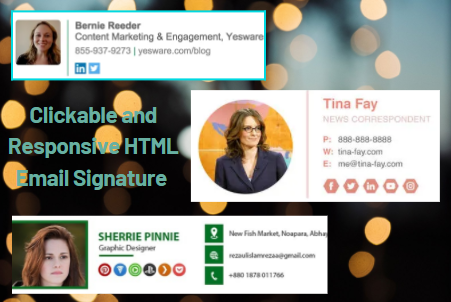 Bernie Reeder
Content Marketing & Engagement, Yesware
855-937-9273 | yesware.com/blog
in
Clickable and
Responsive HTML
Email Signature
Tina Fay
NEWS CORRESPONDENT
P: 888-888-8888
W: tina-fay.com
E: me@tina-fay.com
f in
SHERRIE PINNIE
Graphic Designer
New Fish Market, Noapara, Abhay
rezaulislamrezaa@gmail.com
+880 1878 011766